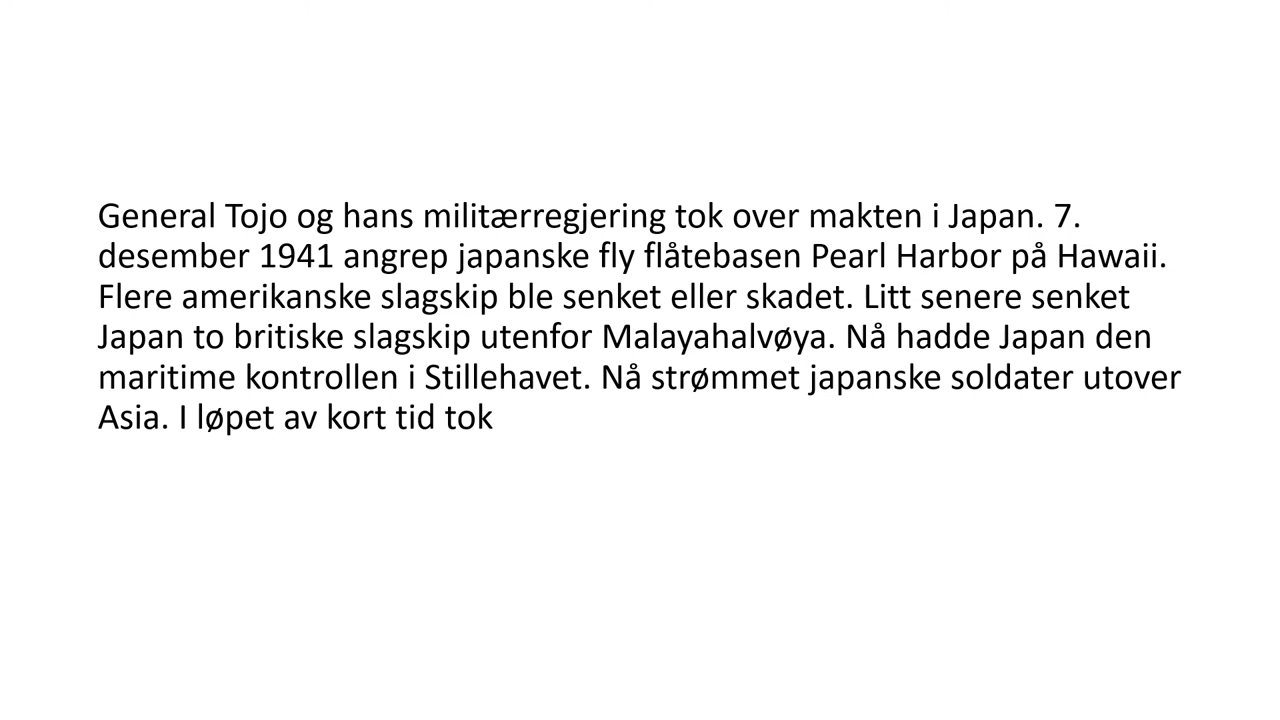 General Tojo og hans militærregjering tok over makten i Japan. 7.
desember 1941 angrep japanske fly flåtebasen Pearl Harbor på Hawaii.
Flere amerikanske slagskip ble senket eller skadet. Litt senere senket
Japan to britiske slagskip utenfor Malayahalvøya. Nå hadde Japan den
maritime kontrollen i Stillehavet. Nå strømmet japanske soldater utover
Asia. I løpet av kort tid tok